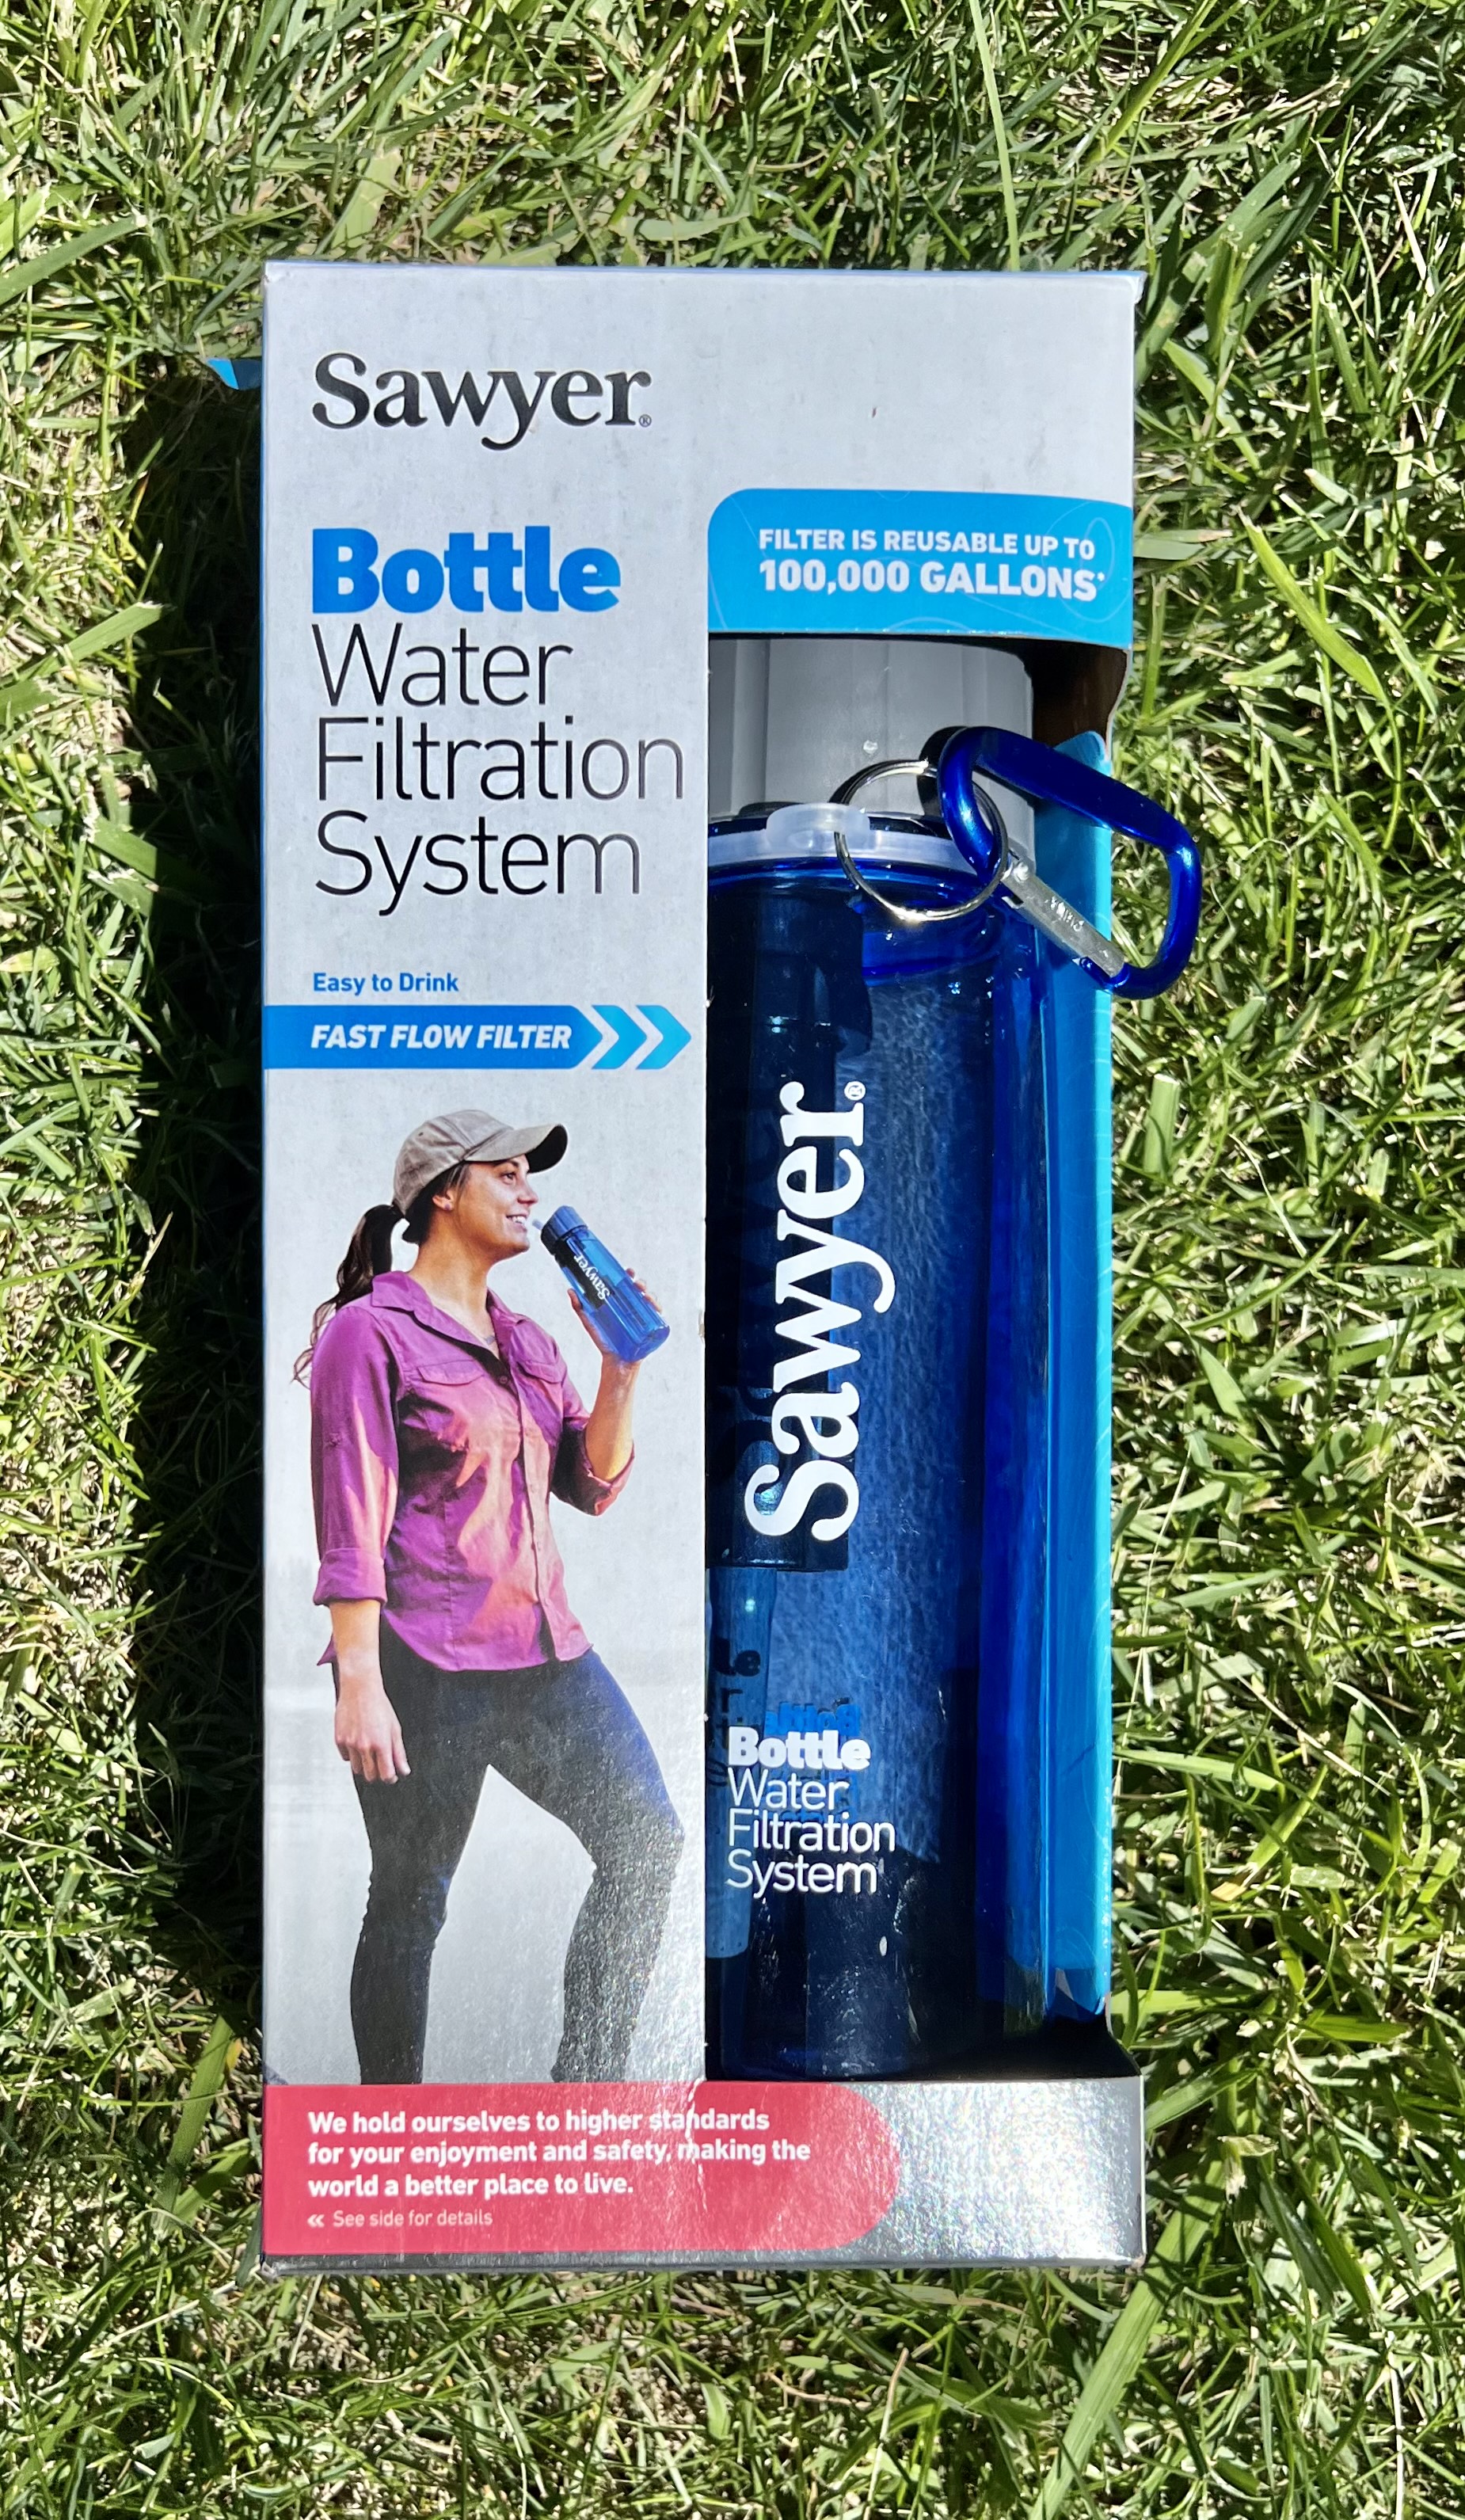 Sawyer®
Bottle
Water
Filtration
System
FILTER IS REUSABLE UP TO
100,000 GALLONS*
Easy to Drink
FAST FLOW FILTER
Sawyer
Sawyer®
Bottle
Water
Filtration
System
We hold ourselves to higher standards
for your enjoyment and safety, making the
world a better place to live.
« See side for details